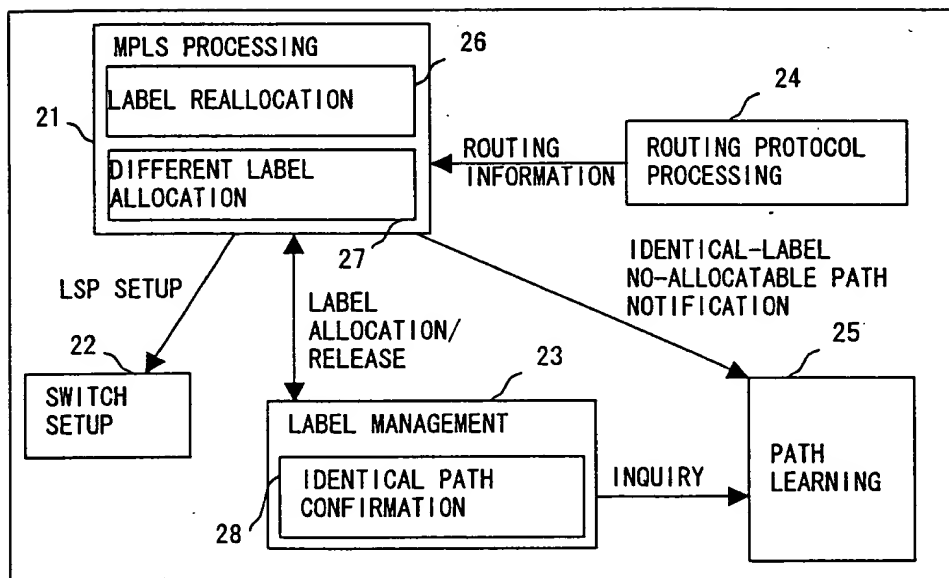 MPLS PROCESSING
26
LABEL REALLOCATION
24
21
ROUTING
INFORMATION
ROUTING PROTOCOL
PROCESSING
DIFFERENT LABEL
ALLOCATION
27
LSP SETUP
LABEL
ALLOCATION/
RELEASE
IDENTICAL-LABEL
NO-ALLOCATABLE PATH
NOTIFICATION
22
23
25
SWITCH
SETUP
LABEL MANAGEMENT
IDENTICAL PATH
CONFIRMATION
28
INQUIRY
PATH
LEARNING